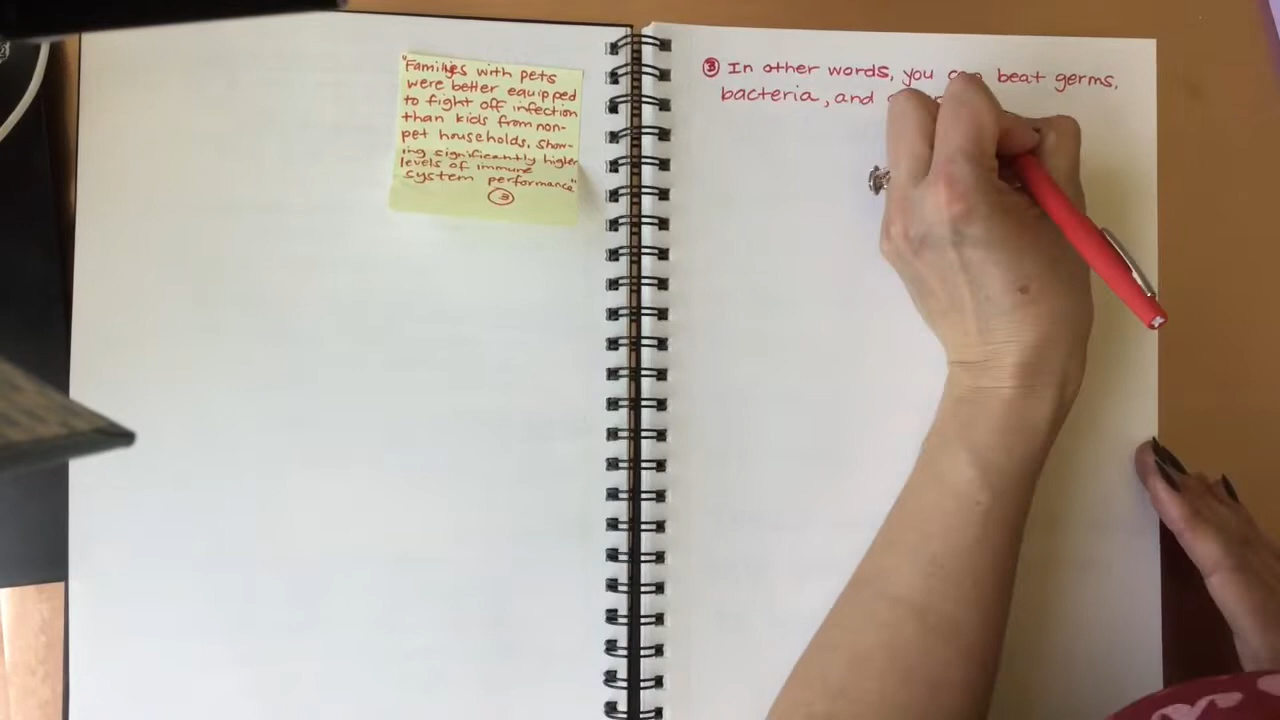 "Families with pets
were better equipped
to fight off infection
than kids from non-
pet households, show-
ing significantly higher
levels of immune
system performance"
3
3 In other words, you can beat germs,
bacteria, and